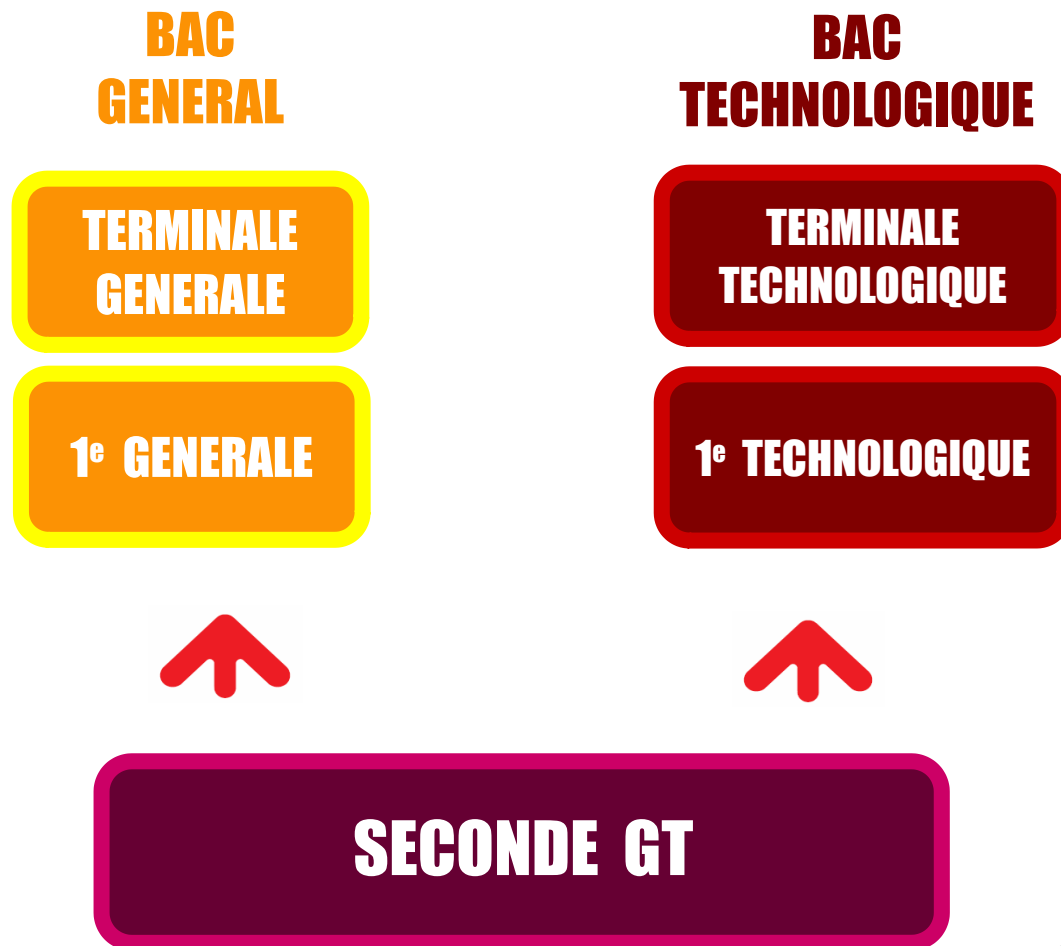 BAC
GENERAL
BAC
TECHNOLOGIQUE
TERMINALE
GENERALE
TERMINALE
TECHNOLOGIQUE
1e GENERALE
1e TECHNOLOGIQUE
SECONDE GT